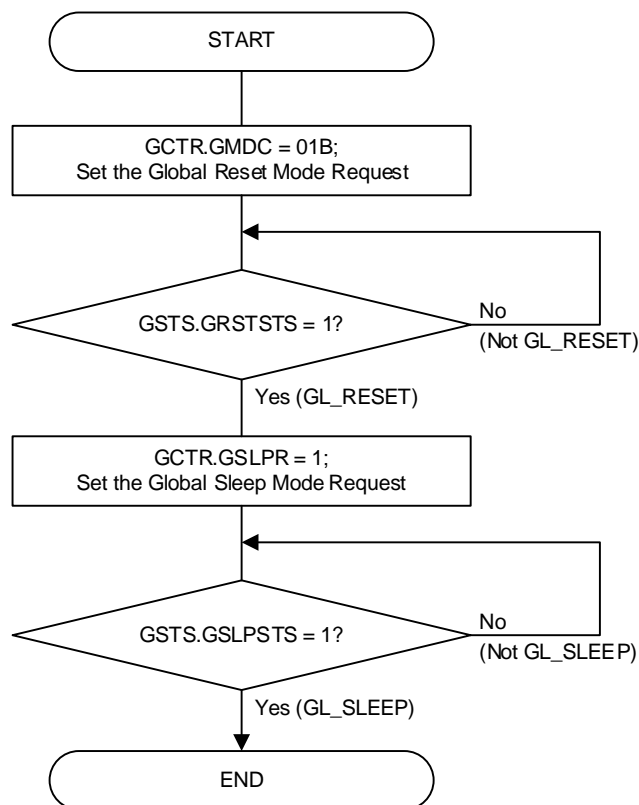 START
GCTR.GMDC = 01B;
Set the Global Reset Mode Request
GSTS.GRSTSTS = 1?
No
(Not GL_RESET)
Yes (GL_RESET)
GCTR.GSLPR = 1;
Set the Global Sleep Mode Request
GSTS.GSLPSTS = 1?
No
(Not GL_SLEEP)
Yes (GL_SLEEP)
END